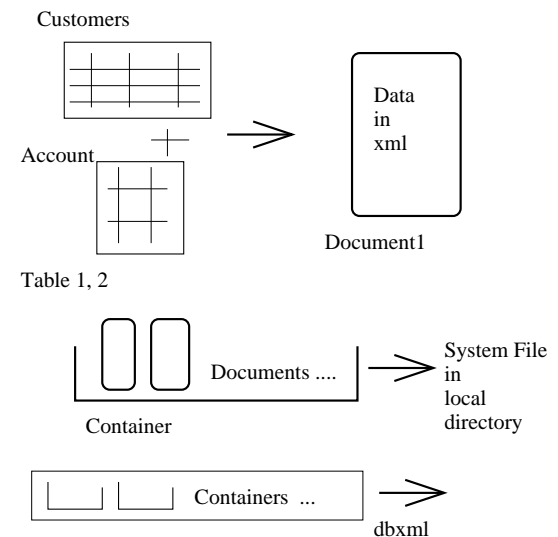 Customers
Data
in
xml
Account
Document1
Table 1, 2
Documents ....
System File
in
local
directory
Container
Containers ...
dbxml